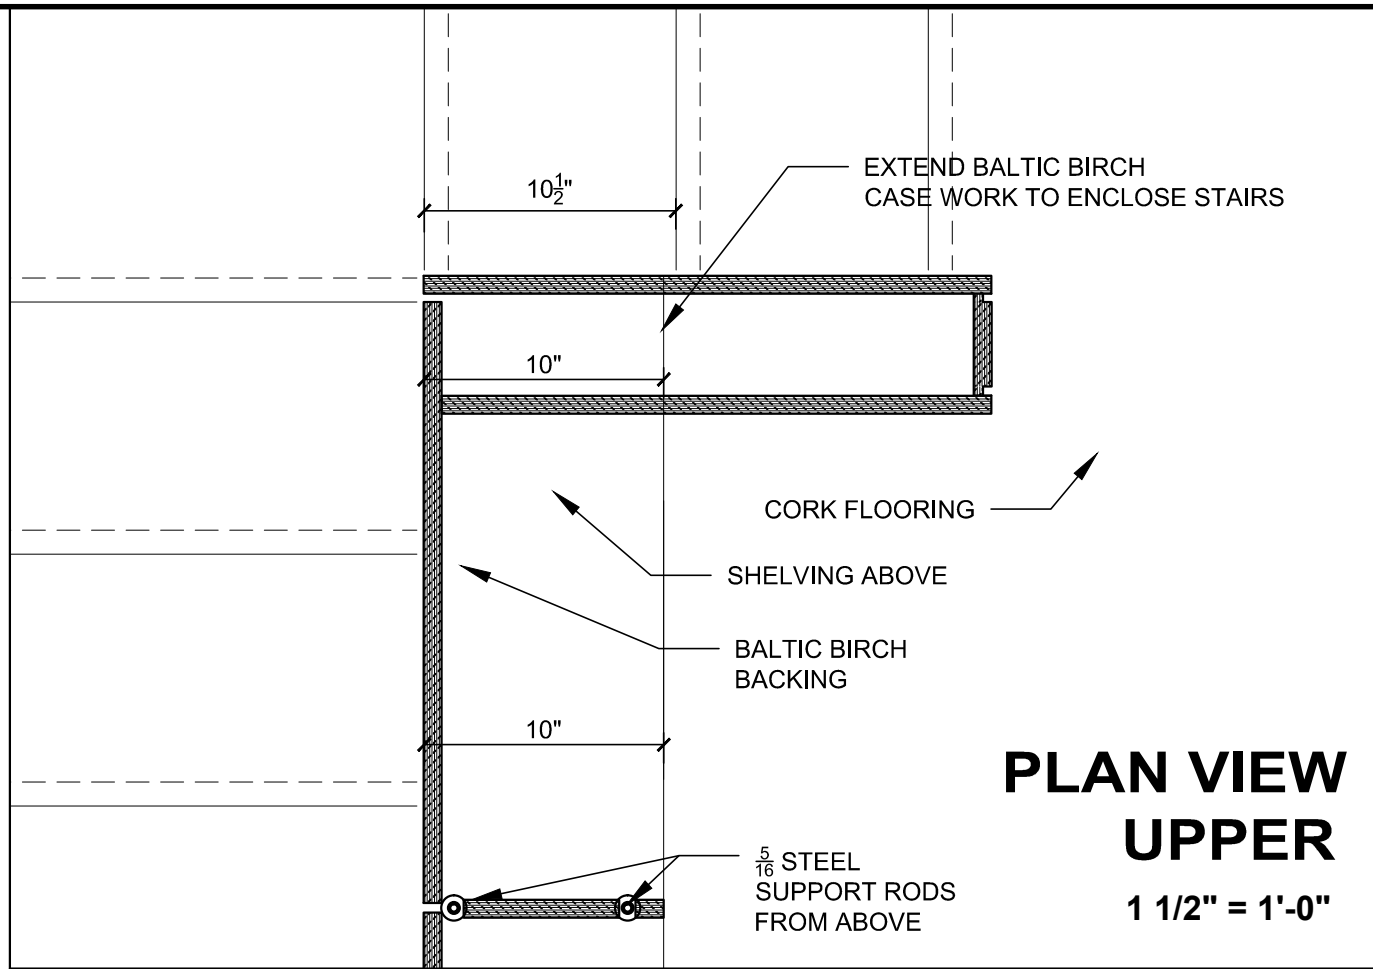 10½"
EXTEND BALTIC BIRCH
CASE WORK TO ENCLOSE STAIRS
10"
CORK FLOORING
SHELVING ABOVE
BALTIC BIRCH
BACKING
10"
5/16 STEEL
SUPPORT RODS
FROM ABOVE
PLAN VIEW
UPPER
1 1/2" = 1'-0"